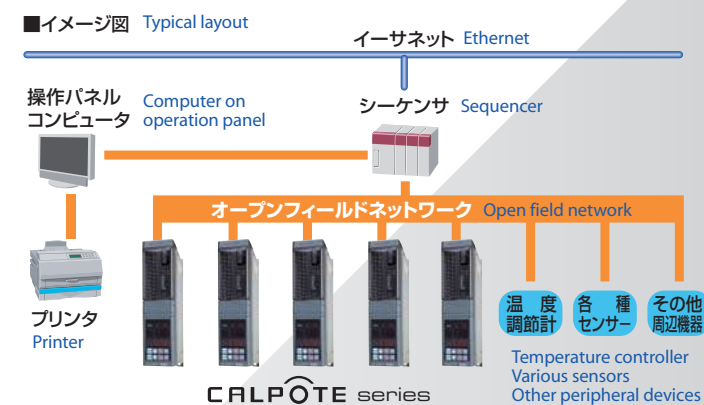 ■イメージ図 Typical layout
イーサネット Ethernet
操作パネル
コンピュータ
Computer on
operation panel
シーケンサ Sequencer
オープンフィールドネットワーク Open field network
プリンタ
Printer
温 度
調節計
各 種
センサー
その他
周辺機器
Temperature controller
Various sensors
Other peripheral devices
CALPOTE series